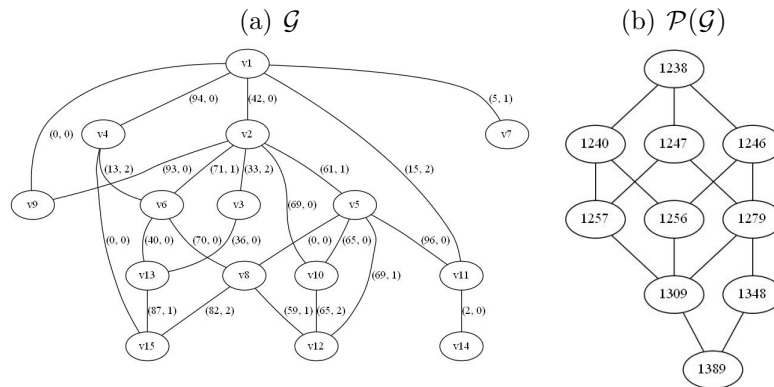 (a) 𝒢
(b) 𝒫(𝒢)
v1
1238
(94, 0)
(42, 0)
(5, 1)
(0, 0)
v4
v2
v7
1240
1247
1246
(13, 2)
(93, 0)
(71, 1)
(33, 2)
(61, 1)
(15, 2)
v9
v6
v3
(69, 0)
v5
1257
1256
1279
(0, 0)
(40, 0)
(70, 0)
(36, 0)
(0, 0)
(65, 0)
(96, 0)
v13
v8
v10
(69, 1)
v11
1309
1348
(87, 1)
(82, 2)
(59, 1)
(65, 2)
(2, 0)
v15
v12
v14
1389